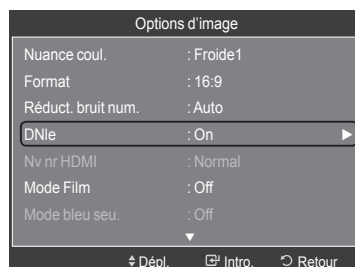 Options d’image
Nuance coul. : Froide1
Format : 16:9
Réduct. bruit num. : Auto
DNIe : On
Nv nr HDMI : Normal
Mode Film : Off
Mode bleu seu. : Off
Dépl. Intro. Retour